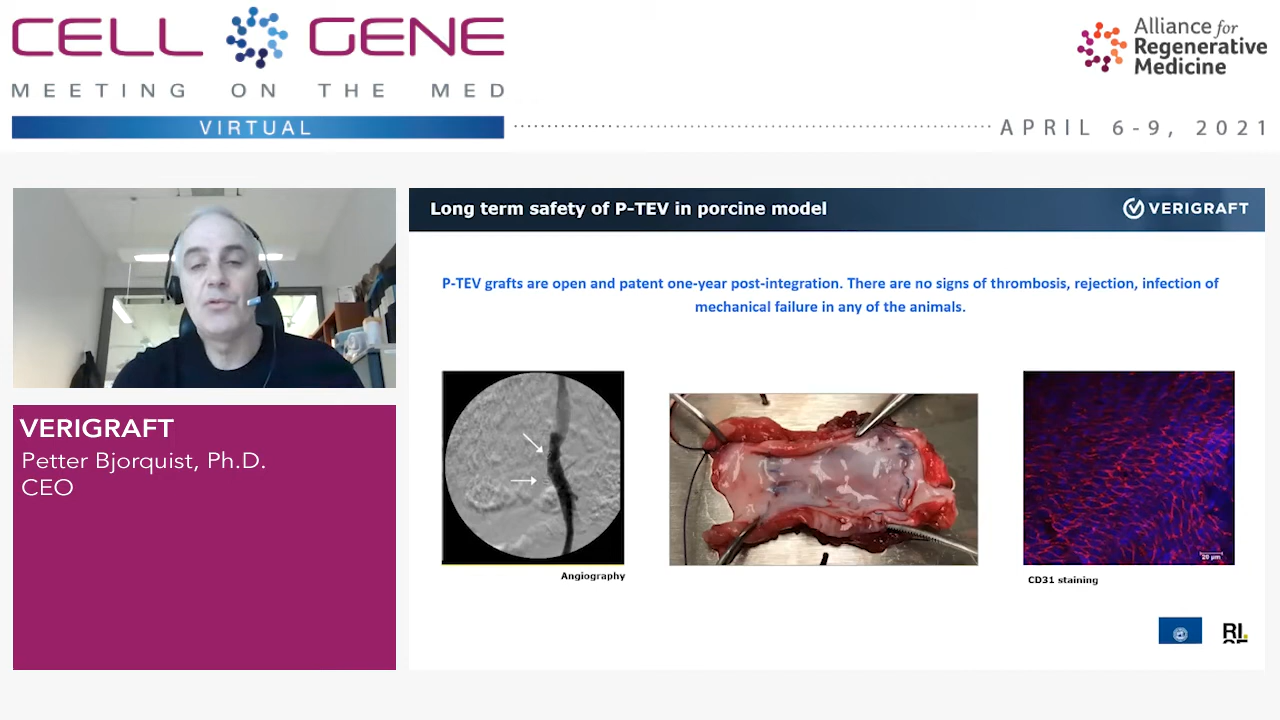 CELL GENE
MEETING ON THE MED
VIRTUAL
APRIL 6-9, 2021
Alliance for
Regenerative
Medicine
VERIGRAFT
Petter Bjorquist, Ph.D.
CEO
Long term safety of P-TEV in porcine model
VERIGRAFT
P-TEV grafts are open and patent one-year post-integration. There are no signs of thrombosis, rejection, infection of
mechanical failure in any of the animals.
Angiography
20 µm
CD31 staining